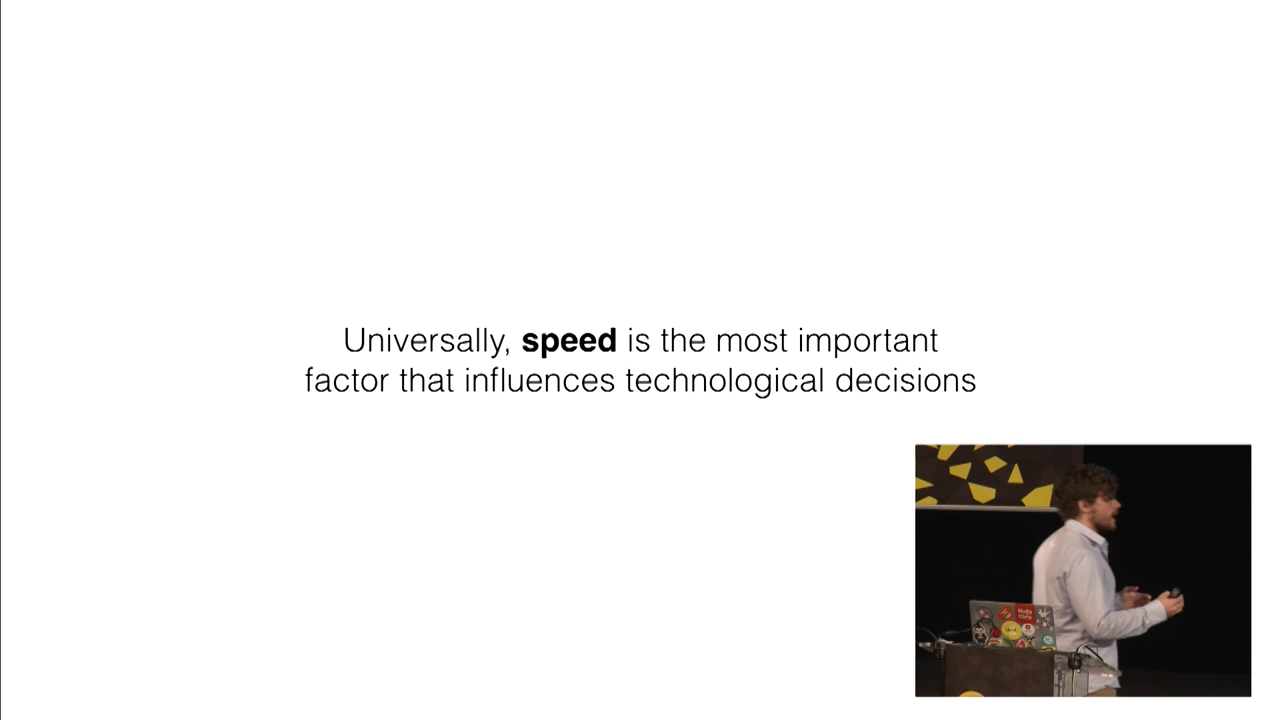 Universally, speed is the most important
factor that influences technological decisions